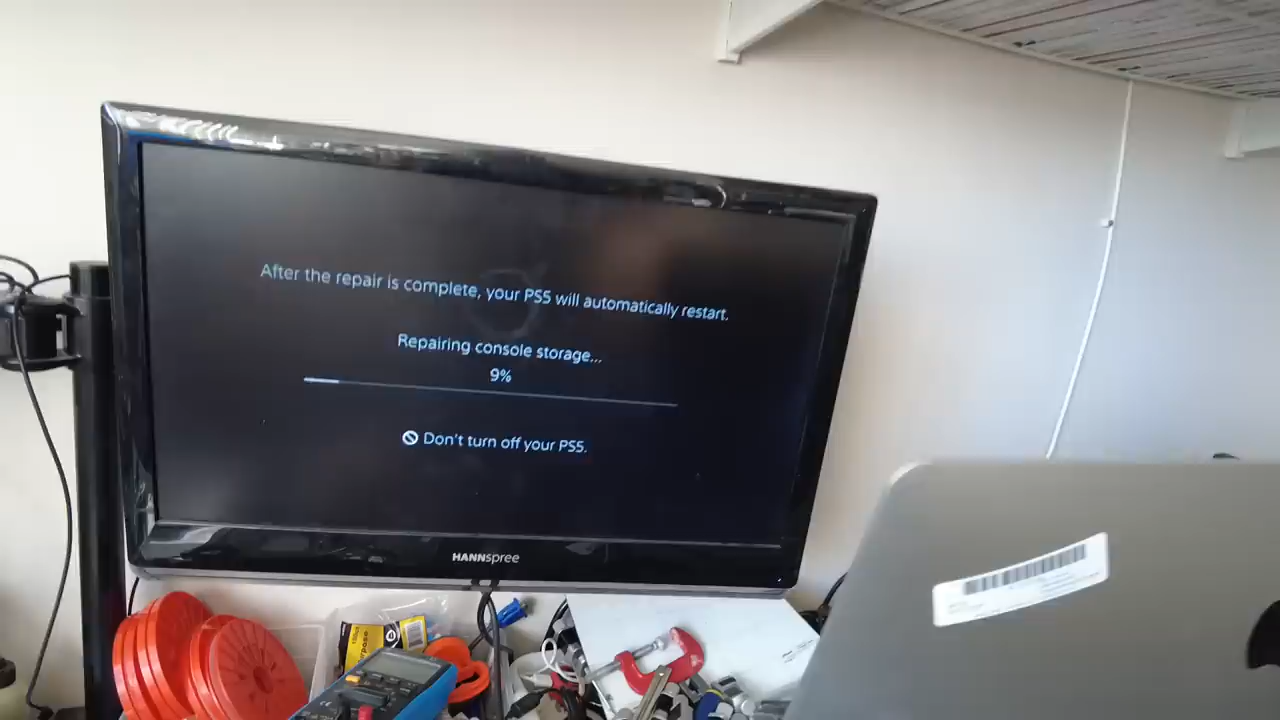 After the repair is complete, your PS5 will automatically restart.
Repairing console storage...
9%
Don't turn off your PS5.
HANNspree